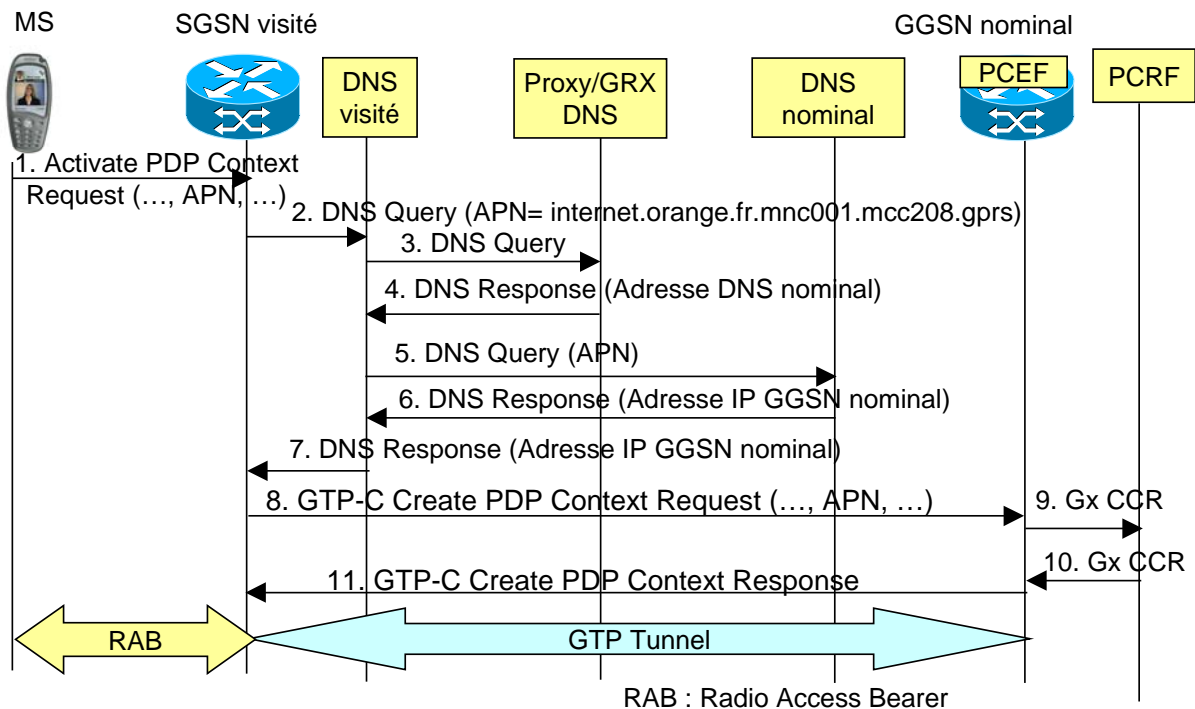 MS
SGSN visité
GGSN nominal
DNS
visité
Proxy/GRX
DNS
DNS
nominal
PCEF
PCRF
1. Activate PDP Context
Request (…, APN, …)
2. DNS Query (APN= internet.orange.fr.mnc001.mcc208.gprs)
3. DNS Query
4. DNS Response (Adresse DNS nominal)
5. DNS Query (APN)
6. DNS Response (Adresse IP GGSN nominal)
7. DNS Response (Adresse IP GGSN nominal)
8. GTP-C Create PDP Context Request (…, APN, …)
9. Gx CCR
10. Gx CCR
11. GTP-C Create PDP Context Response
RAB
GTP Tunnel
RAB : Radio Access Bearer